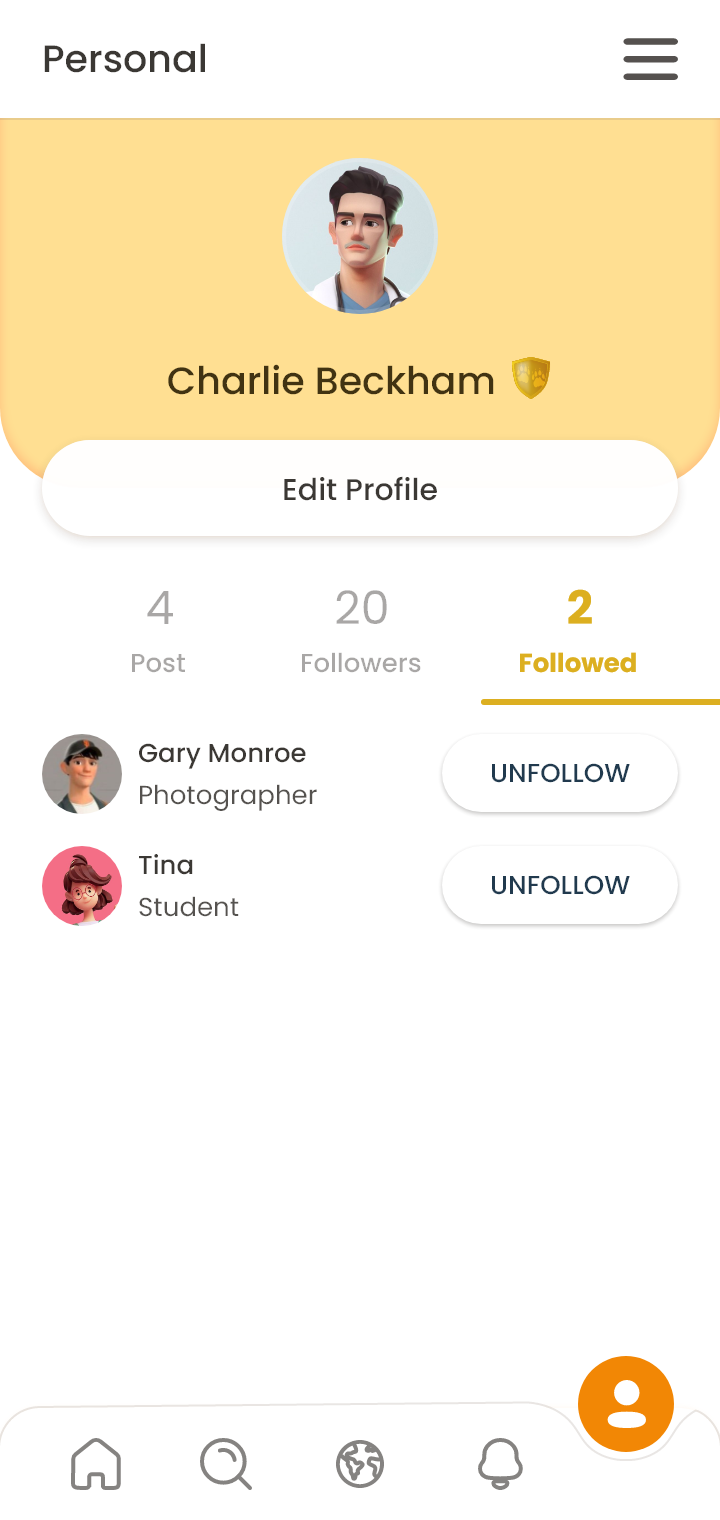 Personal
Charlie Beckham
Edit Profile
4 20 2
Post Followers Followed
Gary Monroe
Photographer
UNFOLLOW
Tina
Student
UNFOLLOW